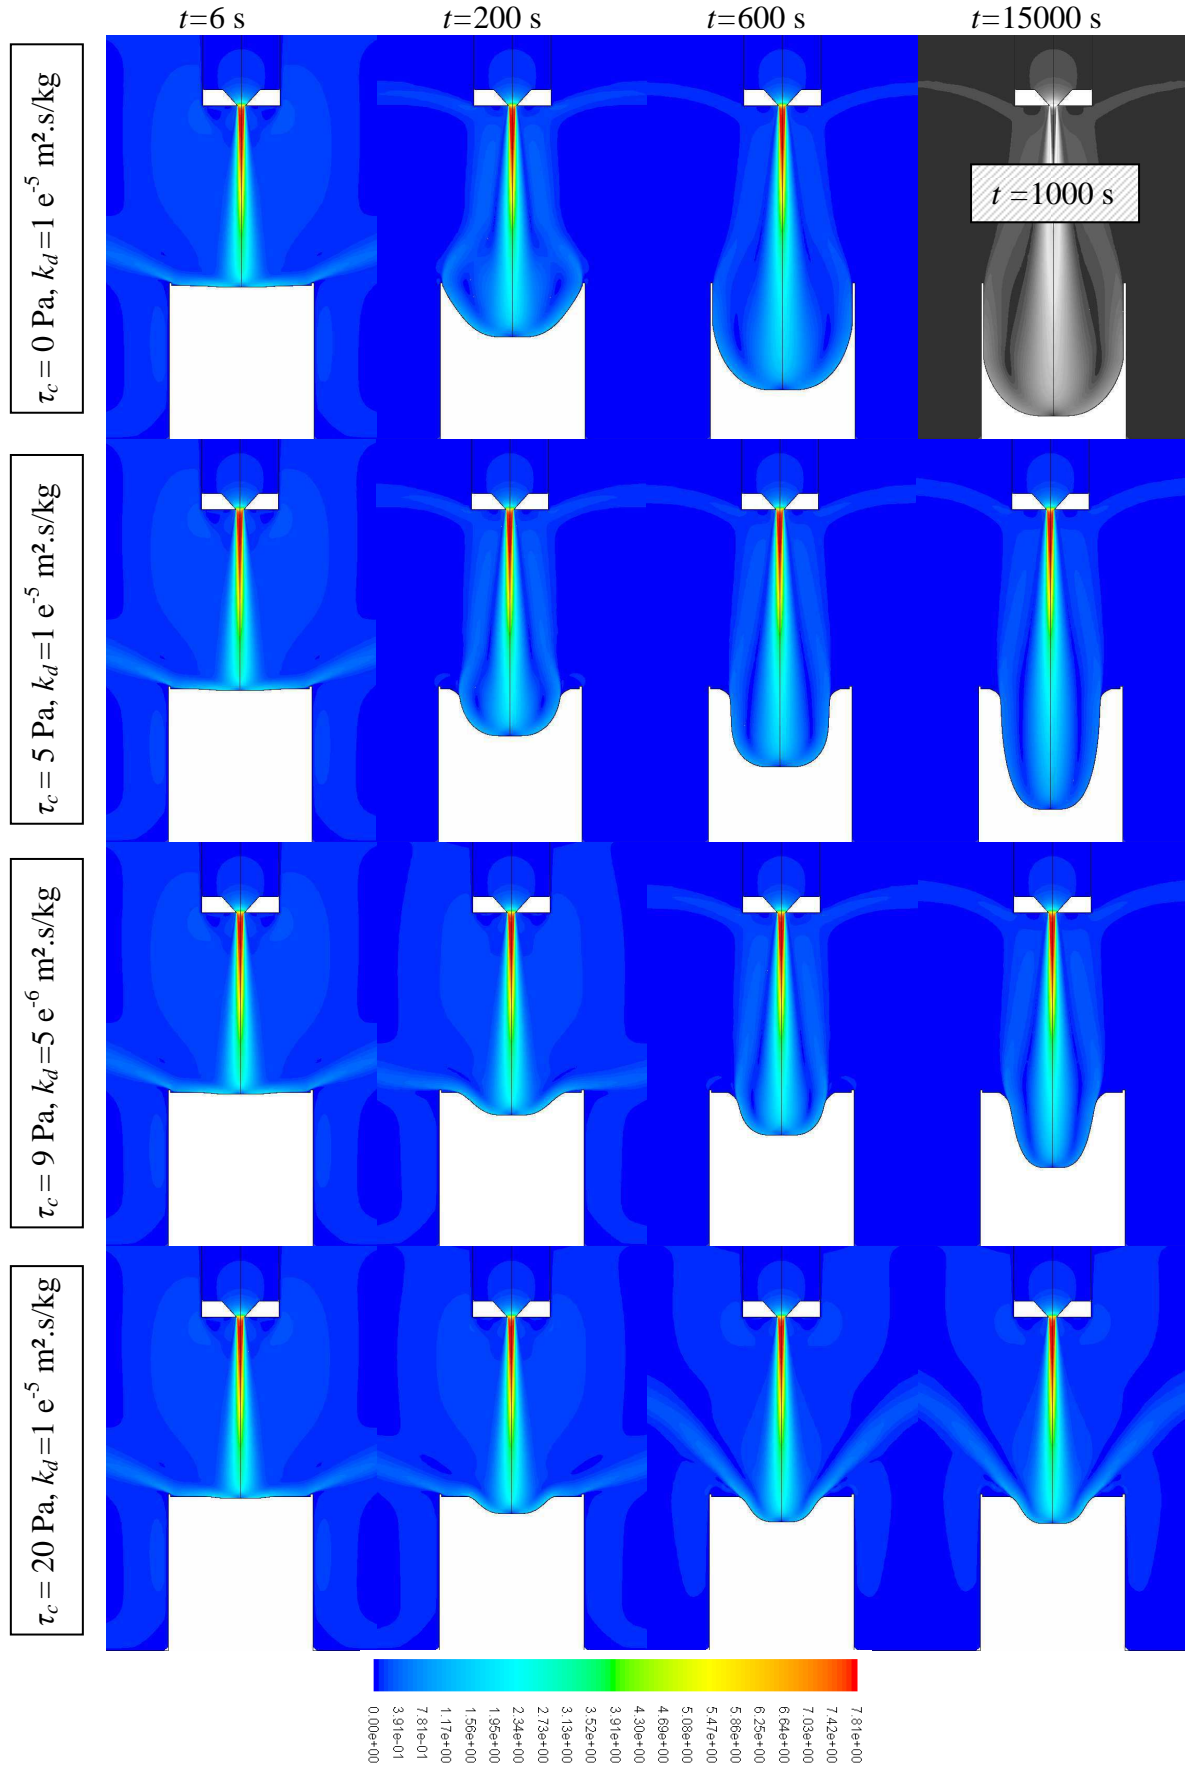 t=6 s
t=200 s
t=600 s
t=15000 s
τc = 0 Pa, kd=1 e-5 m².s/kg
t =1000 s
τc = 5 Pa, kd=1 e-5 m².s/kg
τc = 9 Pa, kd=5 e-6 m².s/kg
τc = 20 Pa, kd=1 e-5 m².s/kg
0.00e+00
3.91e-01
7.81e-01
1.17e+00
1.56e+00
1.95e+00
2.34e+00
2.73e+00
3.13e+00
3.52e+00
3.91e+00
4.30e+00
4.69e+00
5.08e+00
5.47e+00
5.86e+00
6.25e+00
6.64e+00
7.03e+00
7.42e+00
7.81e+00